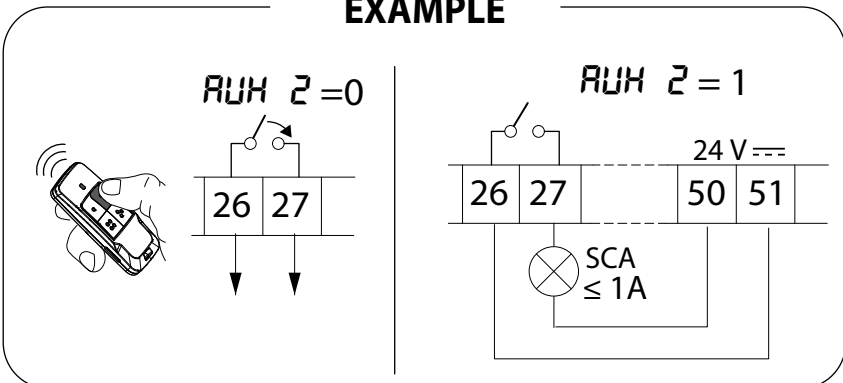 EXAMPLE
AUX 2 =0
26 27
AUX 2 = 1
24 V
26 27 50 51
SCA
≤ 1A